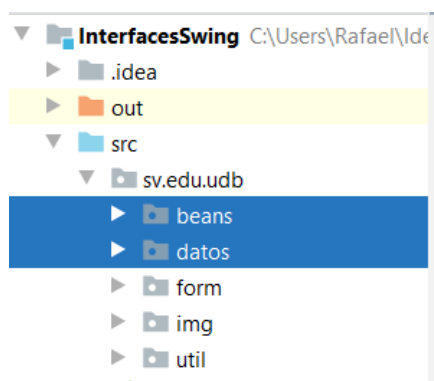 InterfacesSwing C:\Users\Rafael\Ide
.idea
out
src
sv.edu.udb
beans
datos
form
img
util